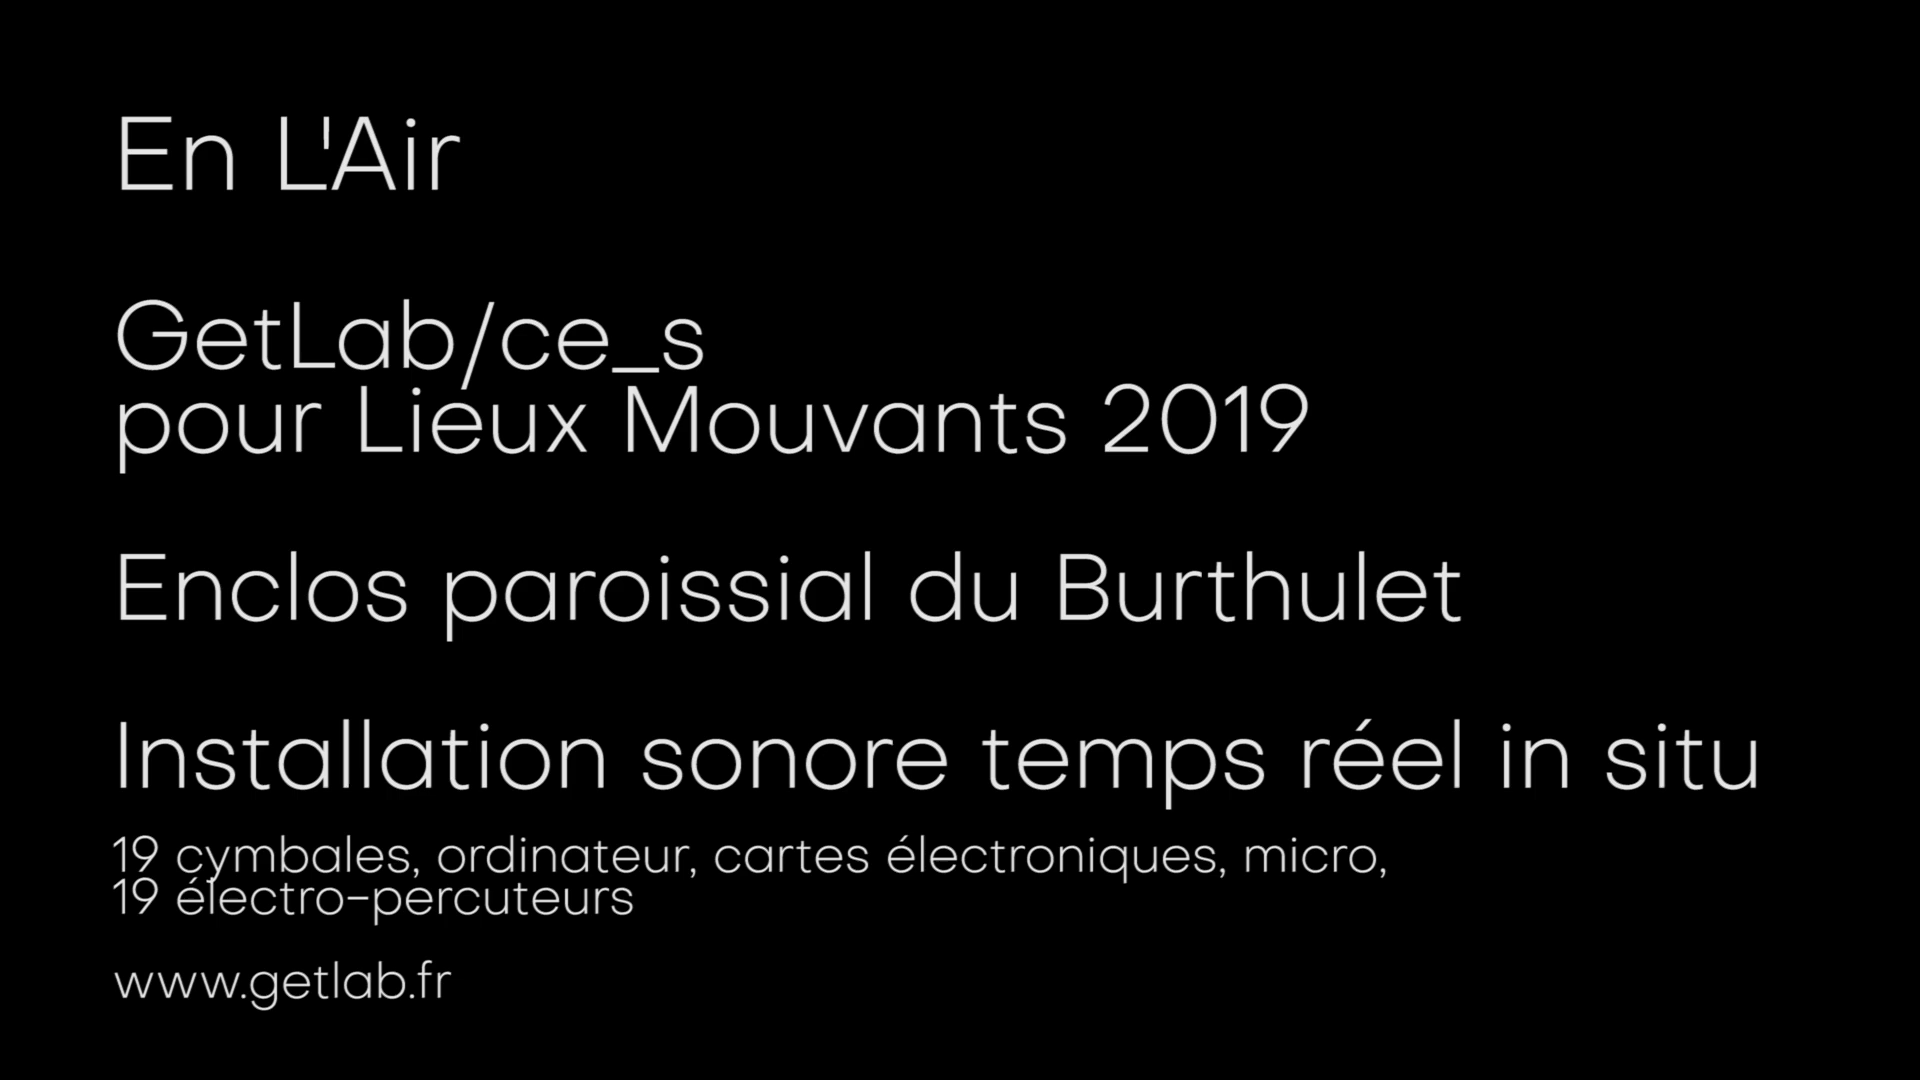 En L'Air
GetLab/ce_s
pour Lieux Mouvants 2019
Enclos paroissial du Burthulet
Installation sonore temps réel in situ
19 cymbales, ordinateur, cartes électroniques, micro,
19 électro-percuteurs
www.getlab.fr